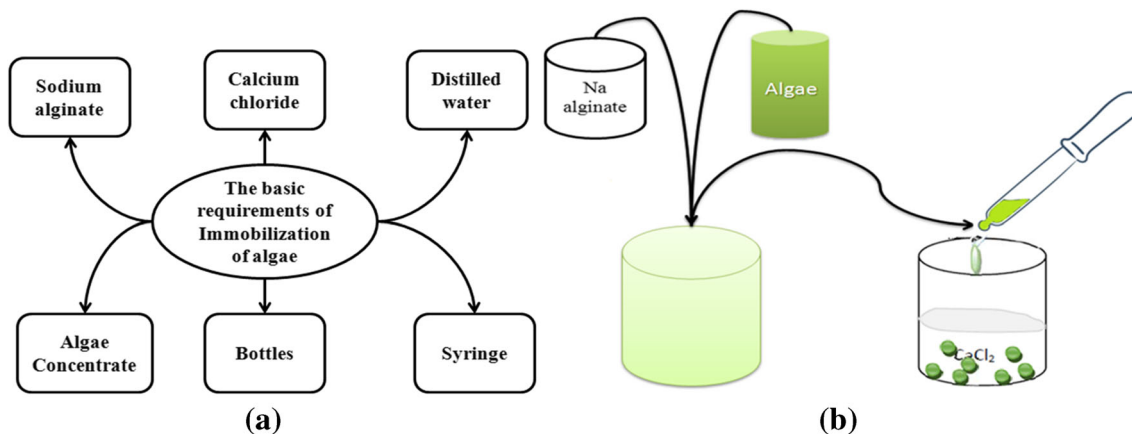 Sodium
alginate
Calcium
chloride
Distilled
water
The basic
requirements of
Immobilization
of algae
Algae
Concentrate
Bottles
Syringe
(a)
Na
alginate
Algae
CaCl₂
(b)